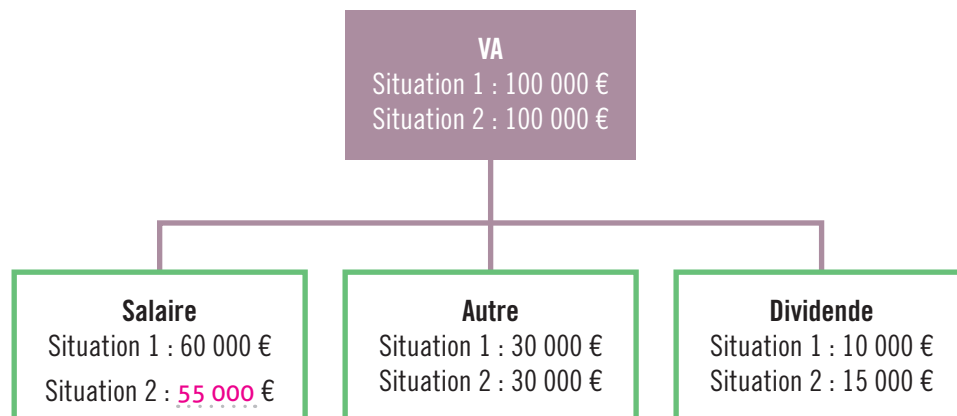 VA
Situation 1 : 100 000 €
Situation 2 : 100 000 €
Salaire
Situation 1 : 60 000 €
Situation 2 : 55 000 €
Autre
Situation 1 : 30 000 €
Situation 2 : 30 000 €
Dividende
Situation 1 : 10 000 €
Situation 2 : 15 000 €